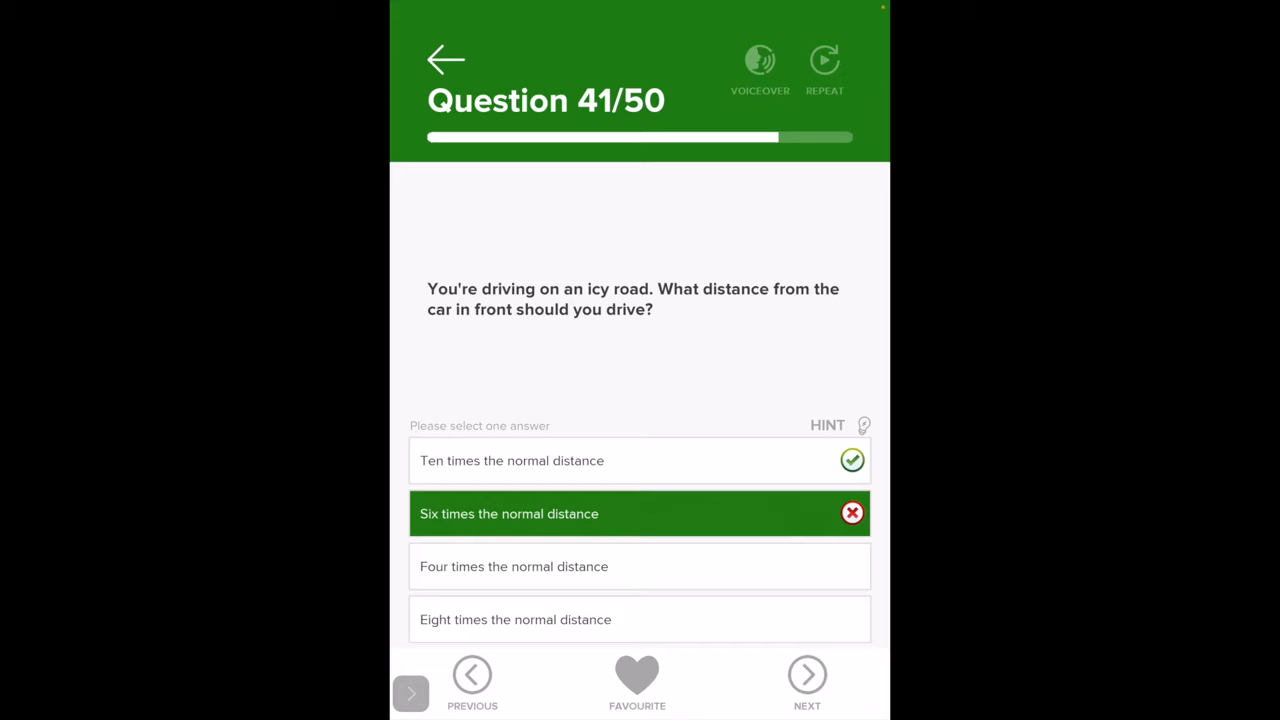 VOICEOVER
REPEAT
Question 41/50
You're driving on an icy road. What distance from the
car in front should you drive?
Please select one answer
HINT
Ten times the normal distance
Six times the normal distance
Four times the normal distance
Eight times the normal distance
PREVIOUS
FAVOURITE
NEXT